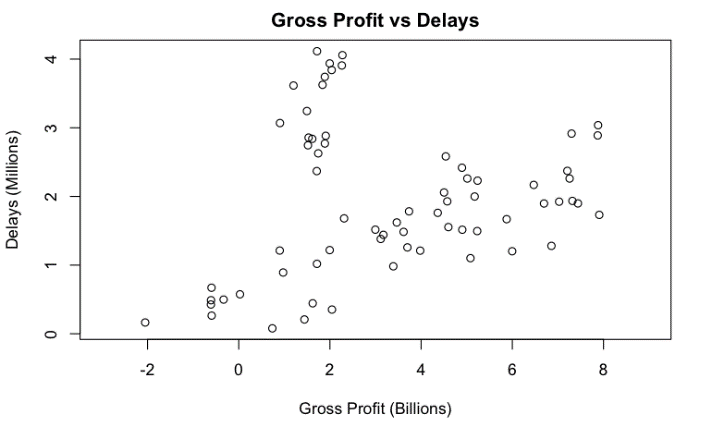 Gross Profit vs Delays
Delays (Millions)
4
3
2
1
0
-2 0 2 4 6 8
Gross Profit (Billions)